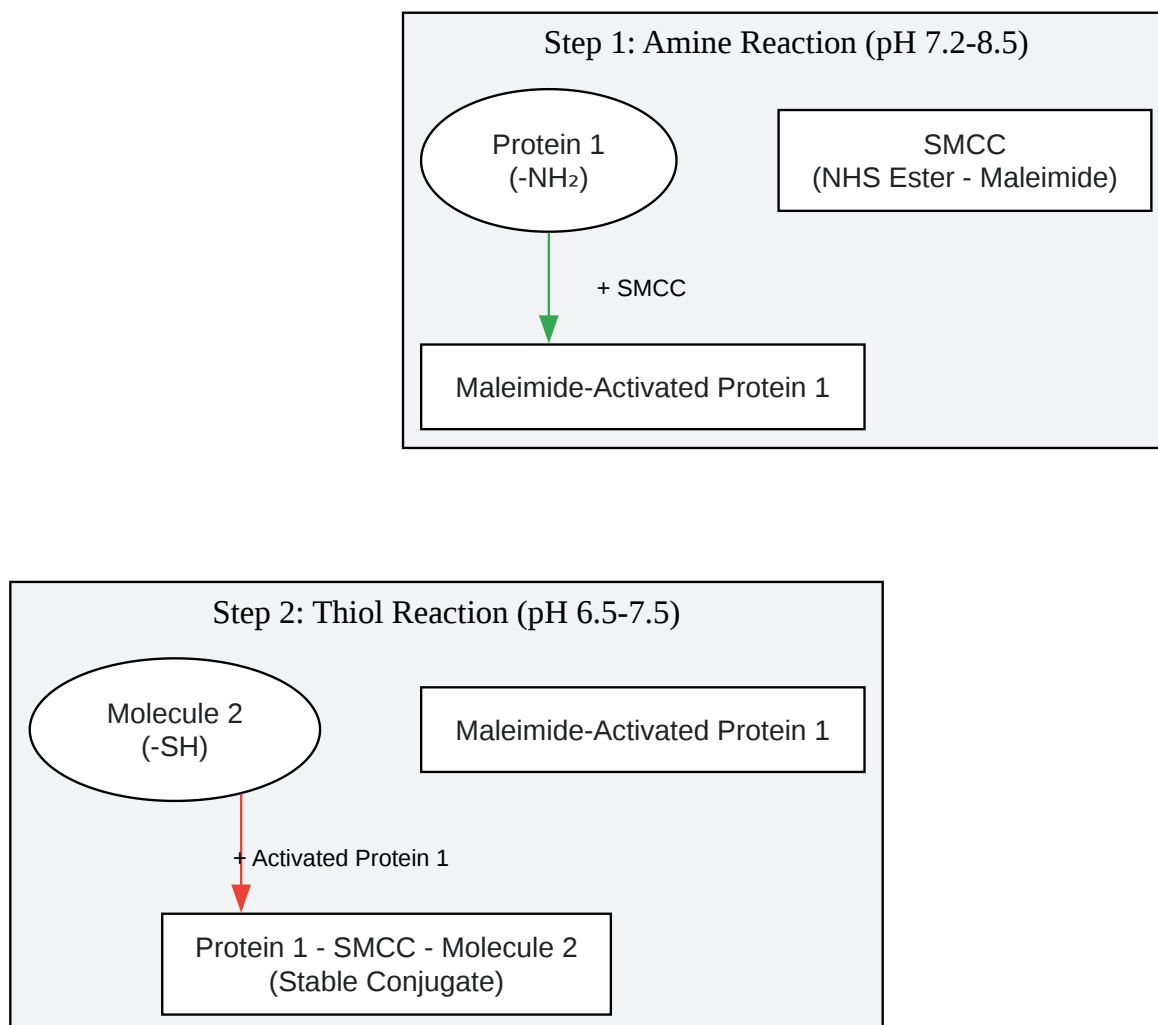 Step 1: Amine Reaction (pH 7.2-8.5)
Protein 1
(-NH₂)
SMCC
(NHS Ester - Maleimide)
+ SMCC
Maleimide-Activated Protein 1
Step 2: Thiol Reaction (pH 6.5-7.5)
Molecule 2
(-SH)
Maleimide-Activated Protein 1
+ Activated Protein 1
Protein 1 - SMCC - Molecule 2
(Stable Conjugate)